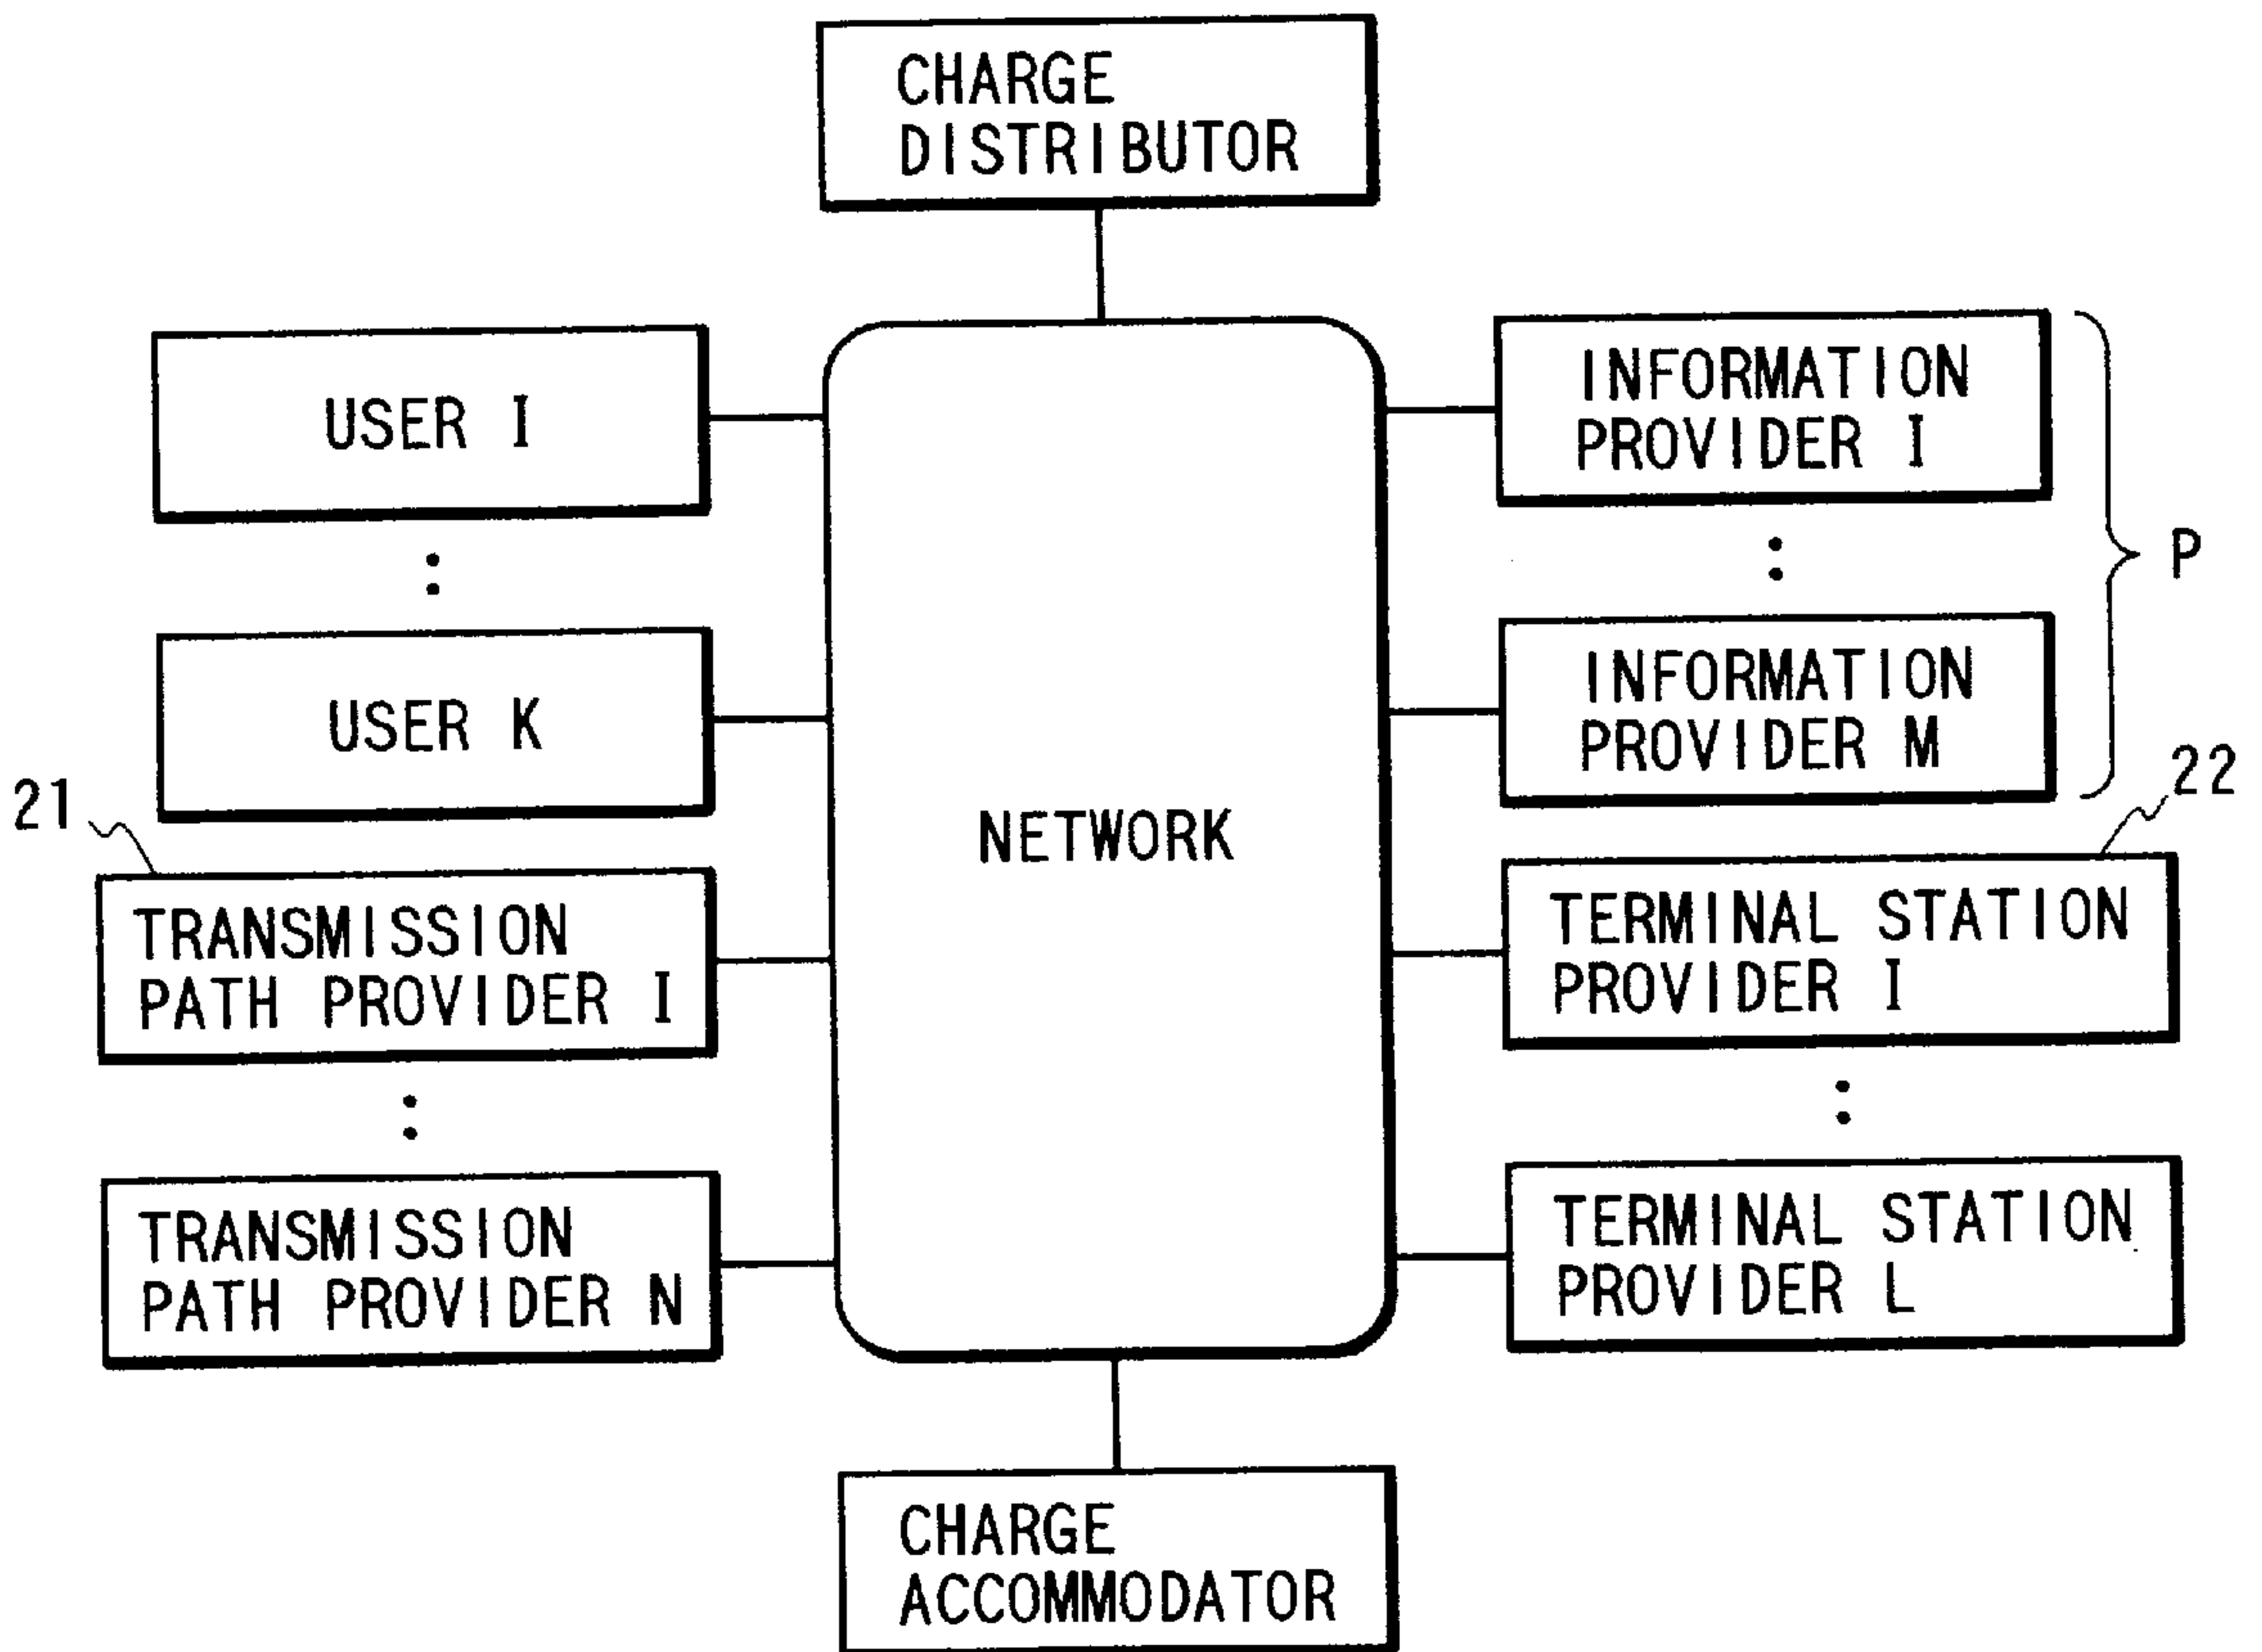 CHARGE
DISTRIBUTOR
USER I
USER K
21
TRANSMISSION
PATH PROVIDER I
TRANSMISSION
PATH PROVIDER N
NETWORK
INFORMATION
PROVIDER I
INFORMATION
PROVIDER M
P
22
TERMINAL STATION
PROVIDER I
TERMINAL STATION
PROVIDER L
CHARGE
ACCOMMODATOR